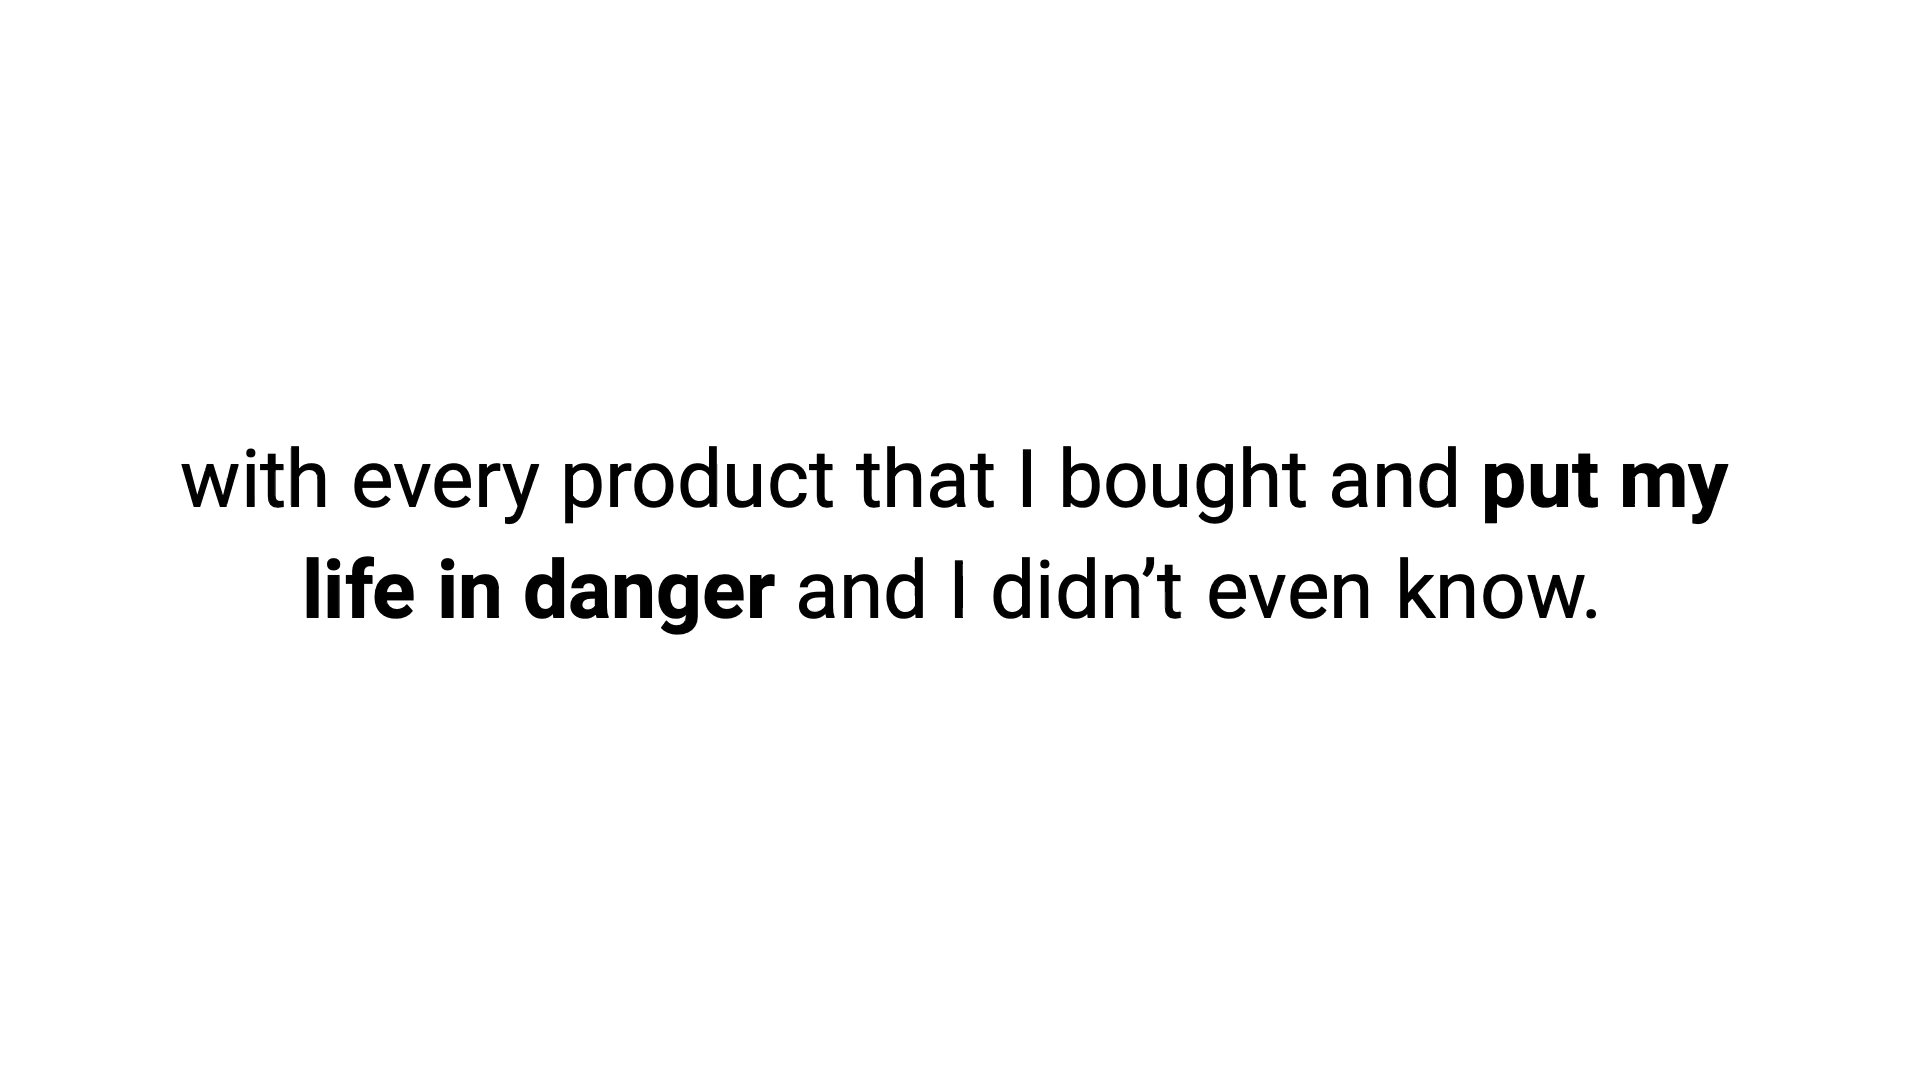 with every product that I bought and put my
life in danger and I didn’t even know.